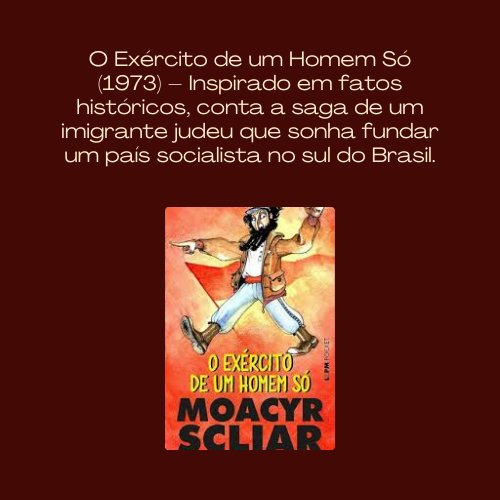 O Exército de um Homem Só
(1973) – Inspirado em fatos
históricos, conta a saga de um
imigrante judeu que sonha fundar
um país socialista no sul do Brasil.
O EXÉRCITO
DE UM HOMEM SÓ
L&PM POCKET
MOACYR
SCLIAR